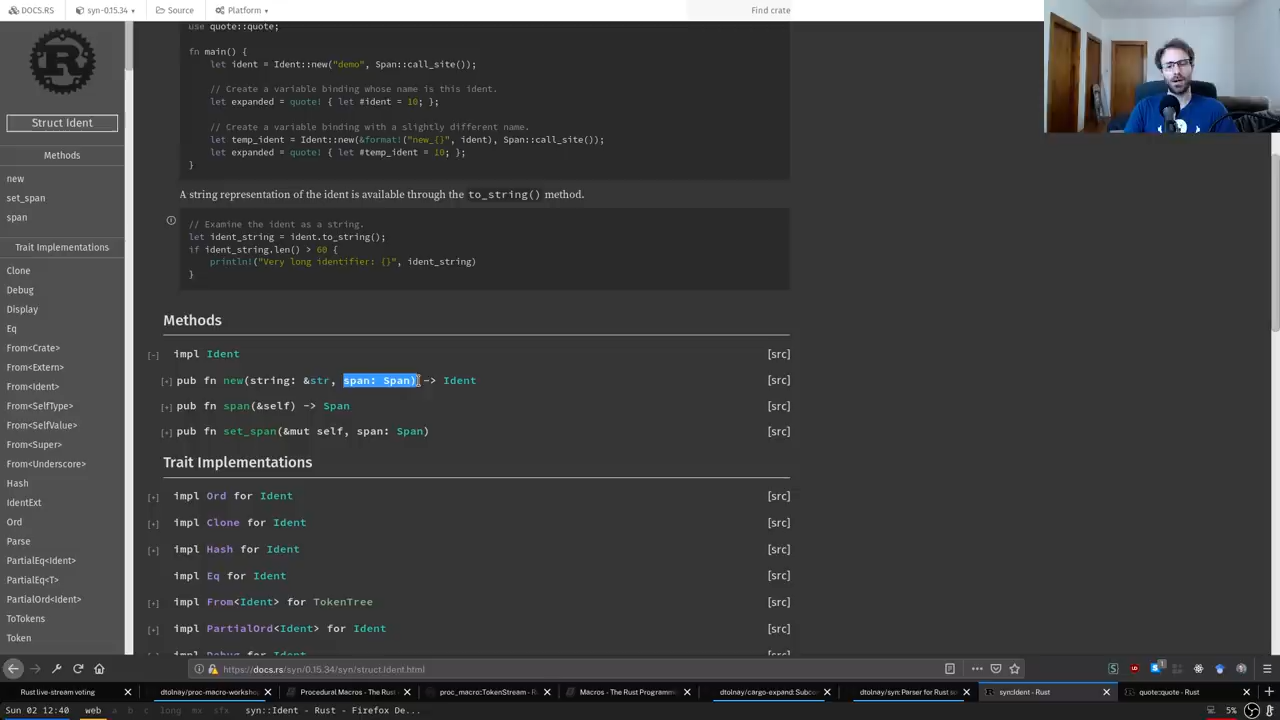 DOCS.RS
syn-0.15.34
Source
Platform
Find crate
Struct Ident
Methods
new
set_span
span
Trait Implementations
Clone
Debug
Display
Eq
From<Crate>
From<Extern>
From<Ident>
From<SelfType>
From<SelfValue>
From<Super>
From<Underscore>
Hash
IdentExt
Ord
Parse
PartialEq<Ident>
PartialEq<T>
PartialOrd<Ident>
ToTokens
Token
use quote::quote;
fn main() {
let ident = Ident::new("demo", Span::call_site());
// Create a variable binding whose name is this ident.
let expanded = quote! { let #ident = 10; };
// Create a variable binding with a slightly different name.
let temp_ident = Ident::new(&format!("new_{}", ident), Span::call_site());
let expanded = quote! { let #temp_ident = 10; };
}
A string representation of the ident is available through the to_string() method.
// Examine the ident as a string.
let ident_string = ident.to_string();
if ident_string.len() > 60 {
println!("Very long identifier: {}", ident_string)
}
Methods
[-] impl Ident [src]
[+] pub fn new(string: &str, span: Span) -> Ident [src]
[+] pub fn span(&self) -> Span [src]
[+] pub fn set_span(&mut self, span: Span) [src]
Trait Implementations
[+] impl Ord for Ident [src]
[+] impl Clone for Ident [src]
[+] impl Hash for Ident [src]
impl Eq for Ident [src]
[+] impl From<Ident> for TokenTree [src]
[+] impl PartialOrd<Ident> for Ident [src]
impl Debug for Ident [src]
https://docs.rs/syn/0.15.34/syn/struct.Ident.html
Rust live-stream voting
dtolnay/proc-macro-worksho
Procedural Macros - The Rus
proc_macro::TokenStream - R
Macros - The Rust Programm
dtolnay/cargo-expand: Subco
dtolnay/syn: Parser for Rust s
syn::Ident - Rust
quote::quote - Rust
Sun 02 12:40 web a b c long mx sfx syn::Ident - Rust - Firefox De... 5%